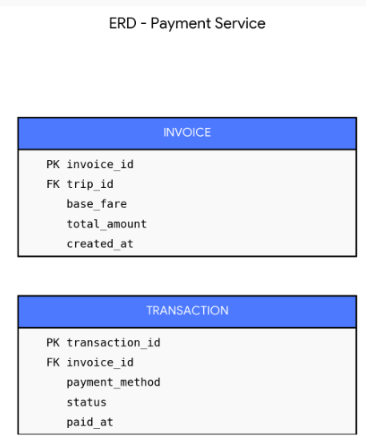 ERD - Payment Service
INVOICE
PK invoice_id
FK trip_id
base_fare
total_amount
created_at
TRANSACTION
PK transaction_id
FK invoice_id
payment_method
status
paid_at